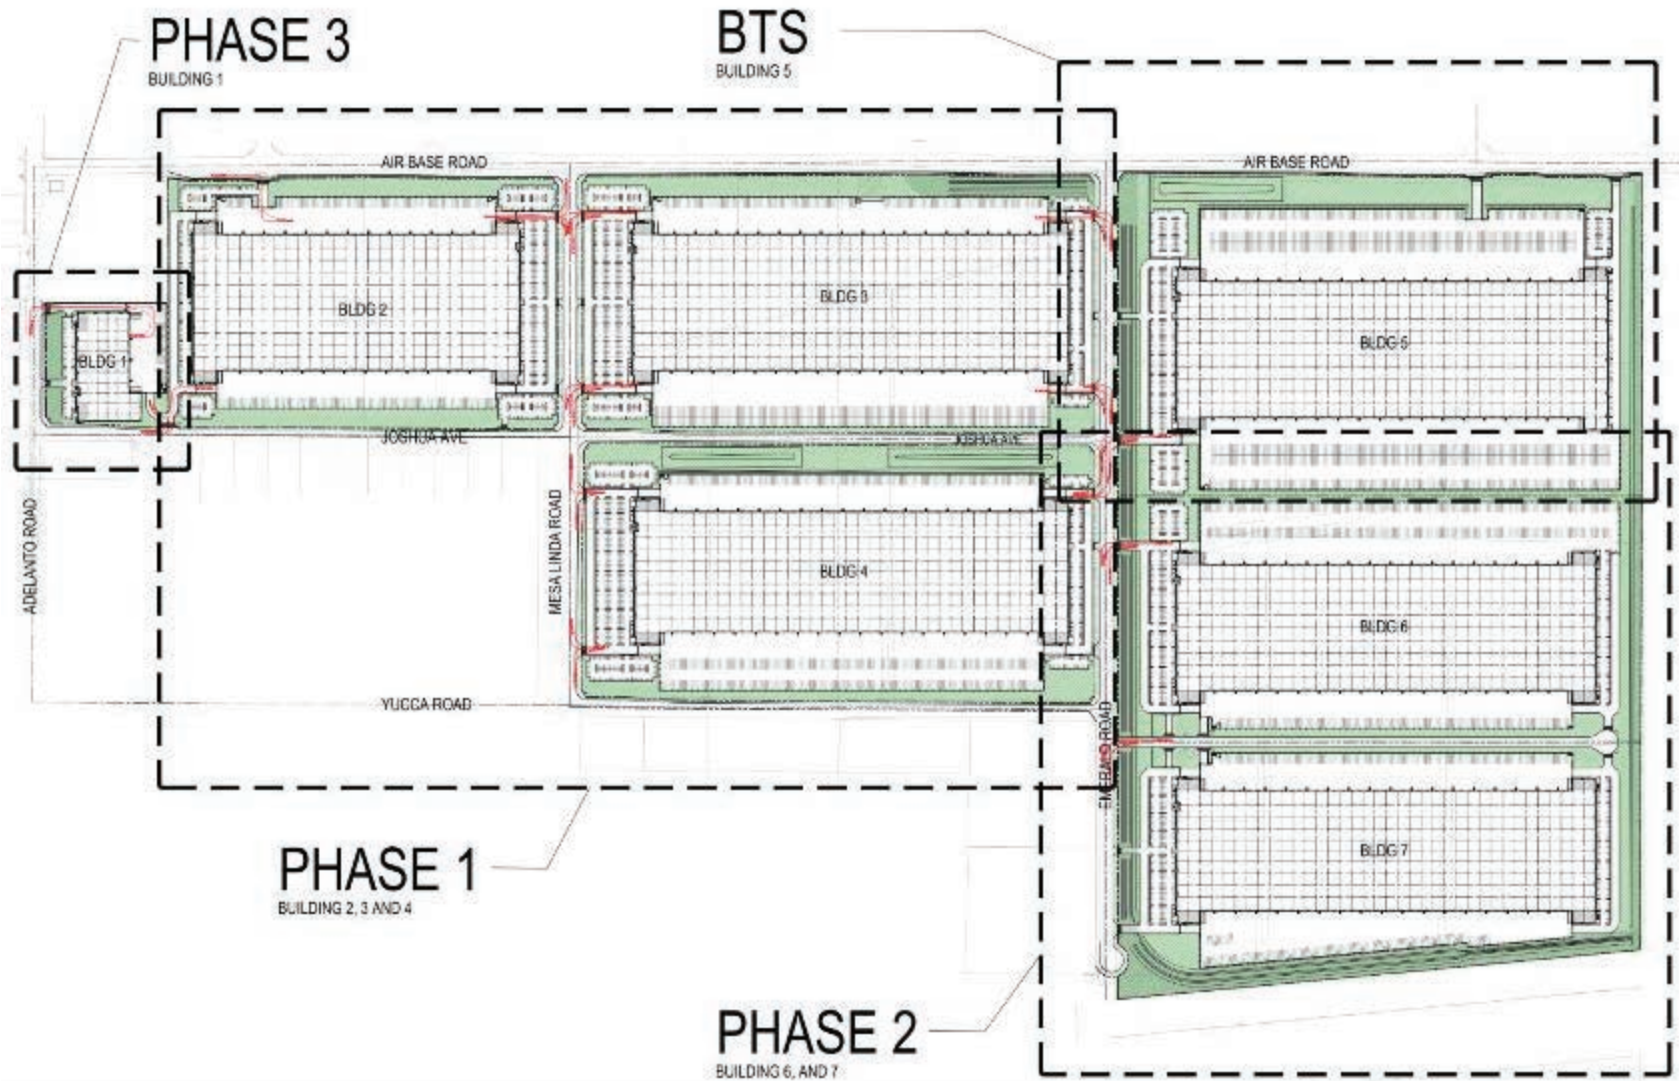 PHASE 3
BUILDING 1
BTS
BUILDING 5
AIR BASE ROAD
AIR BASE ROAD
BLDG 2
BLDG 3
BLDG 5
BLDG 1
JOSHUA AVE
JOSHUA AVE
ADELANTO ROAD
MESA LINDA ROAD
BLDG 4
BLDG 6
YUCCA ROAD
EMERALD ROAD
BLDG 7
PHASE 1
BUILDING 2, 3 AND 4
PHASE 2
BUILDING 6, AND 7